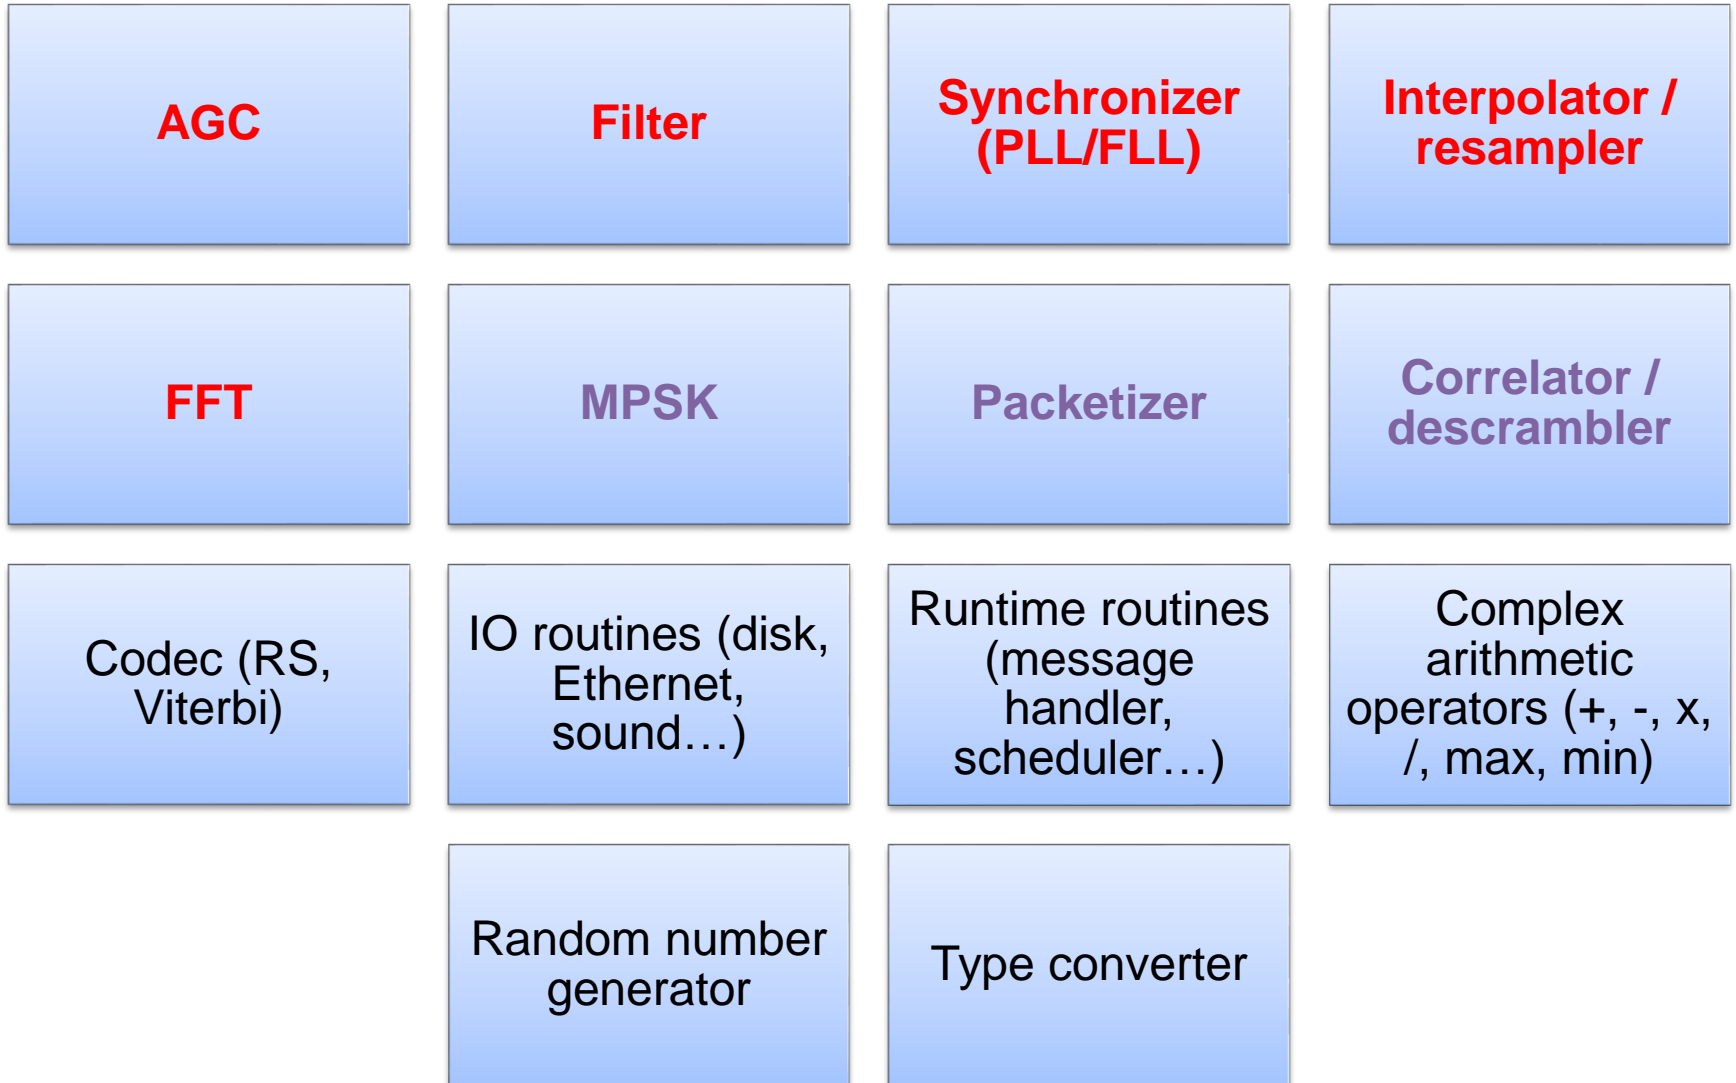 AGC
Filter
Synchronizer
(PLL/FLL)
Interpolator /
resampler
FFT
MPSK
Packetizer
Correlator /
descrambler
Codec (RS,
Viterbi)
IO routines (disk,
Ethernet,
sound…)
Runtime routines
(message
handler,
scheduler…)
Complex
arithmetic
operators (+, -, x,
/, max, min)
Random number
generator
Type converter